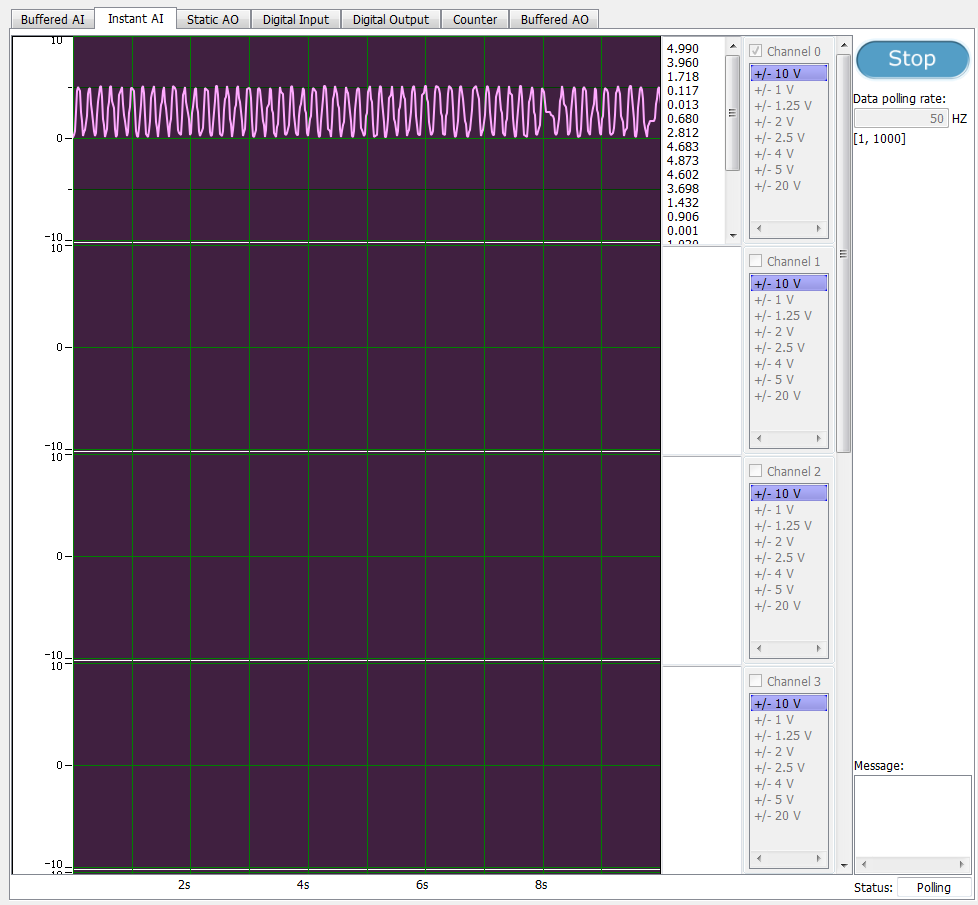 Buffered AI Instant AI Static AO Digital Input Digital Output Counter Buffered AO
10
0
-10
4.990
3.960
1.718
0.117
0.013
0.680
2.812
4.683
4.873
4.602
3.698
1.432
0.906
0.001
Channel 0
+/- 10 V
+/- 1 V
+/- 1.25 V
+/- 2 V
+/- 2.5 V
+/- 4 V
+/- 5 V
+/- 20 V
Stop
Data polling rate:
50 HZ
[1, 1000]
10
0
-10
Channel 1
+/- 10 V
+/- 1 V
+/- 1.25 V
+/- 2 V
+/- 2.5 V
+/- 4 V
+/- 5 V
+/- 20 V
10
0
-10
Channel 2
+/- 10 V
+/- 1 V
+/- 1.25 V
+/- 2 V
+/- 2.5 V
+/- 4 V
+/- 5 V
+/- 20 V
10
0
-10
Channel 3
+/- 10 V
+/- 1 V
+/- 1.25 V
+/- 2 V
+/- 2.5 V
+/- 4 V
+/- 5 V
+/- 20 V
2s 4s 6s 8s
Message:
Status: Polling